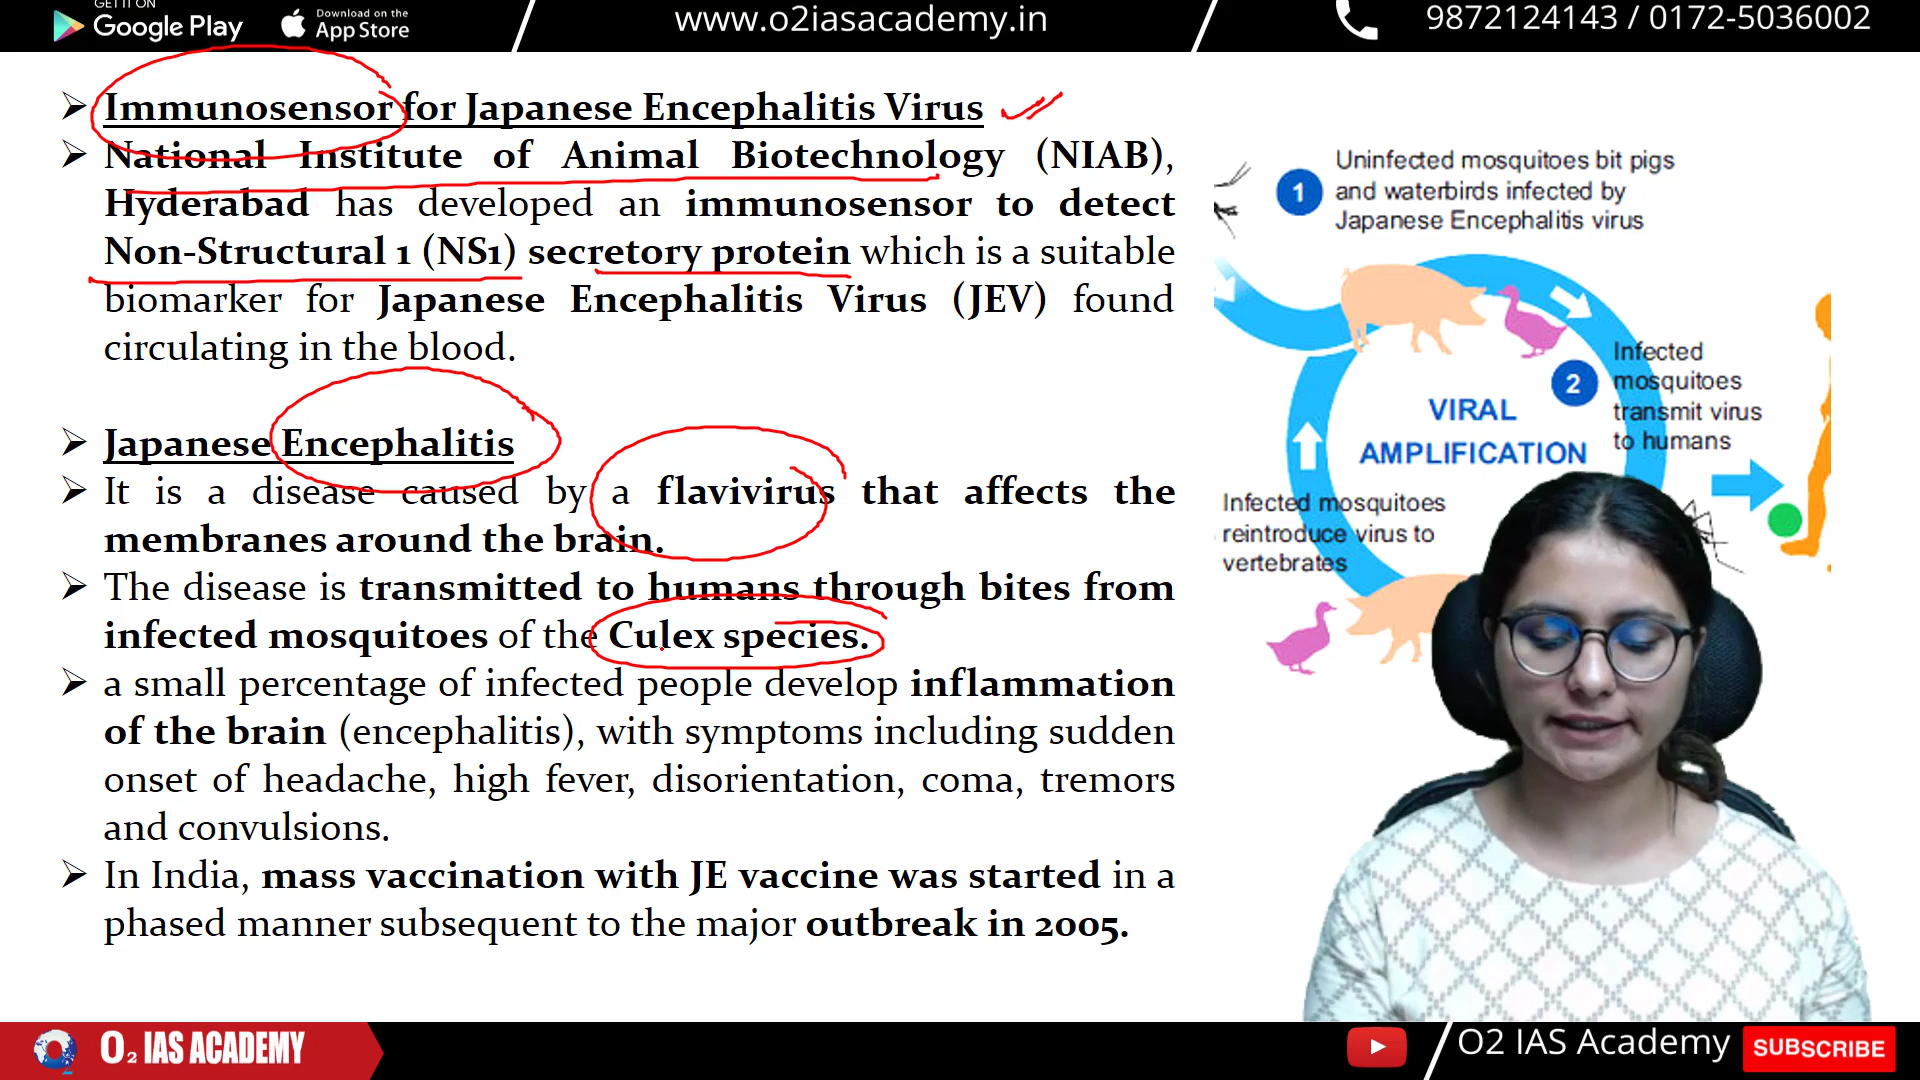 GET IT ON
Google Play
Download on the
App Store
www.o2iasacademy.in
9872124143 / 0172-5036002
➢ Immunosensor for Japanese Encephalitis Virus
➢ National Institute of Animal Biotechnology (NIAB),
Hyderabad has developed an immunosensor to detect
Non-Structural 1 (NS1) secretory protein which is a suitable
biomarker for Japanese Encephalitis Virus (JEV) found
circulating in the blood.
➢ Japanese Encephalitis
➢ It is a disease caused by a flavivirus that affects the
membranes around the brain.
➢ The disease is transmitted to humans through bites from
infected mosquitoes of the Culex species.
➢ a small percentage of infected people develop inflammation
of the brain (encephalitis), with symptoms including sudden
onset of headache, high fever, disorientation, coma, tremors
and convulsions.
➢ In India, mass vaccination with JE vaccine was started in a
phased manner subsequent to the major outbreak in 2005.
1
Uninfected mosquitoes bit pigs
and waterbirds infected by
Japanese Encephalitis virus
2
Infected
mosquitoes
transmit virus
to humans
VIRAL
AMPLIFICATION
Infected mosquitoes
reintroduce virus to
vertebrates
O2 IAS ACADEMY
O2 IAS Academy
SUBSCRIBE